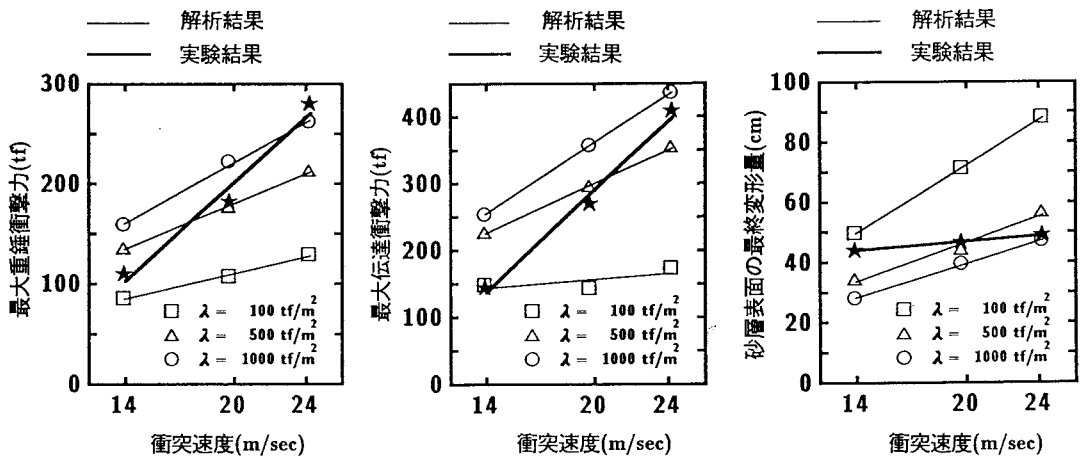 解析結果
実験結果
300
200
100
0
最大重錘衝撃力(tf)
□ λ = 100 tf/m²
△ λ = 500 tf/m²
○ λ = 1000 tf/m²
14 20 24
衝突速度(m/sec)
解析結果
実験結果
400
300
200
100
0
最大伝達衝撃力(tf)
□ λ = 100 tf/m²
△ λ = 500 tf/m²
○ λ = 1000 tf/m²
14 20 24
衝突速度(m/sec)
解析結果
実験結果
100
80
60
40
20
0
砂層表面の最終変形量(cm)
□ λ = 100 tf/m²
△ λ = 500 tf/m²
○ λ = 1000 tf/m²
14 20 24
衝突速度(m/sec)